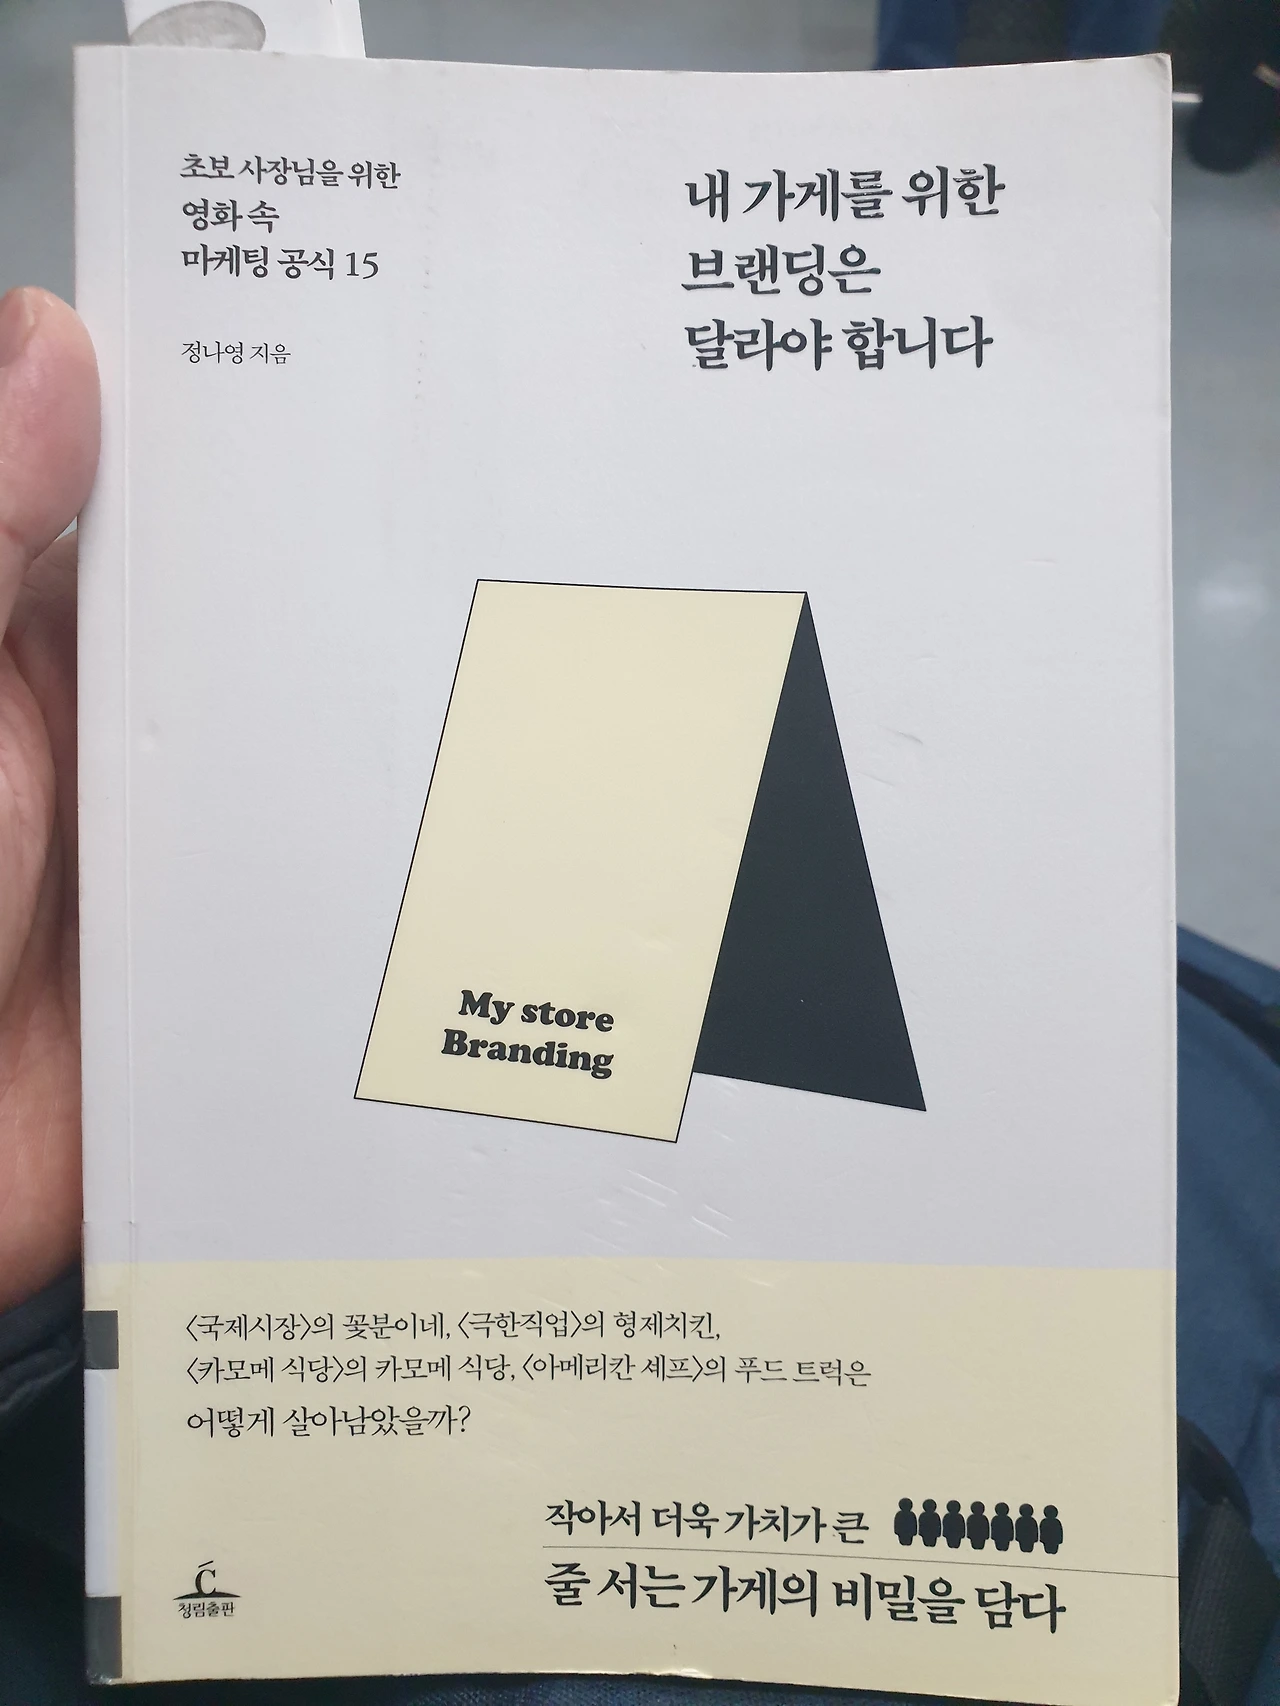 초보 사장님을 위한
영화 속
마케팅 공식 15
정나영 지음
내 가게를 위한
브랜딩은
달라야 합니다
My store
Branding
〈국제시장〉의 꽃분이네, 〈극한직업〉의 형제치킨,
〈카모메 식당〉의 카모메 식당, 〈아메리칸 셰프〉의 푸드 트럭은
어떻게 살아남았을까?
작아서 더욱 가치가 큰
줄 서는 가게의 비밀을 담다
C
청림출판